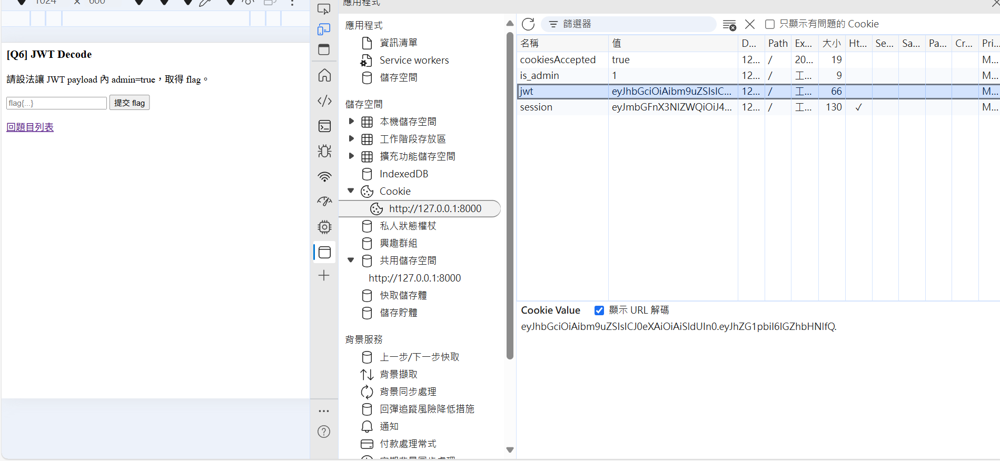 1024 × 600
[Q6] JWT Decode
請設法讓 JWT payload 內 admin=true，取得 flag。
flag{...} 提交 flag
回題目列表
應用程式
應用程式
資訊清單
Service workers
儲存空間
儲存空間
本機儲存空間
工作階段存放區
擴充功能儲存空間
IndexedDB
Cookie
http://127.0.0.1:8000
私人狀態權杖
興趣群組
共用儲存空間
http://127.0.0.1:8000
快取儲存體
儲存貯體
背景服務
上一步/下一步快取
背景擷取
背景同步處理
回彈追蹤風險降低措施
通知
付款處理常式
定期背景同步處理
篩選器 只顯示有問題的 Cookie
名稱 值 D... Path Ex... 大小 Ht... Se... Sa... Pa... Cr... Pri...
cookiesAccepted true 12... / 20... 19 M...
is_admin 1 12... / 工... 9 M...
jwt eyJhbGciOiAibm9uZSIsIC... 12... / 工... 66 M...
session eyJmbGFnX3NlZWQiOiJ4... 12... / 工... 130 ✓ M...
Cookie Value 顯示 URL 解碼
eyJhbGciOiAibm9uZSIsICJ0eXAiOiAiSldUIn0.eyJhZG1pbiI6IGZhbHNlfQ.